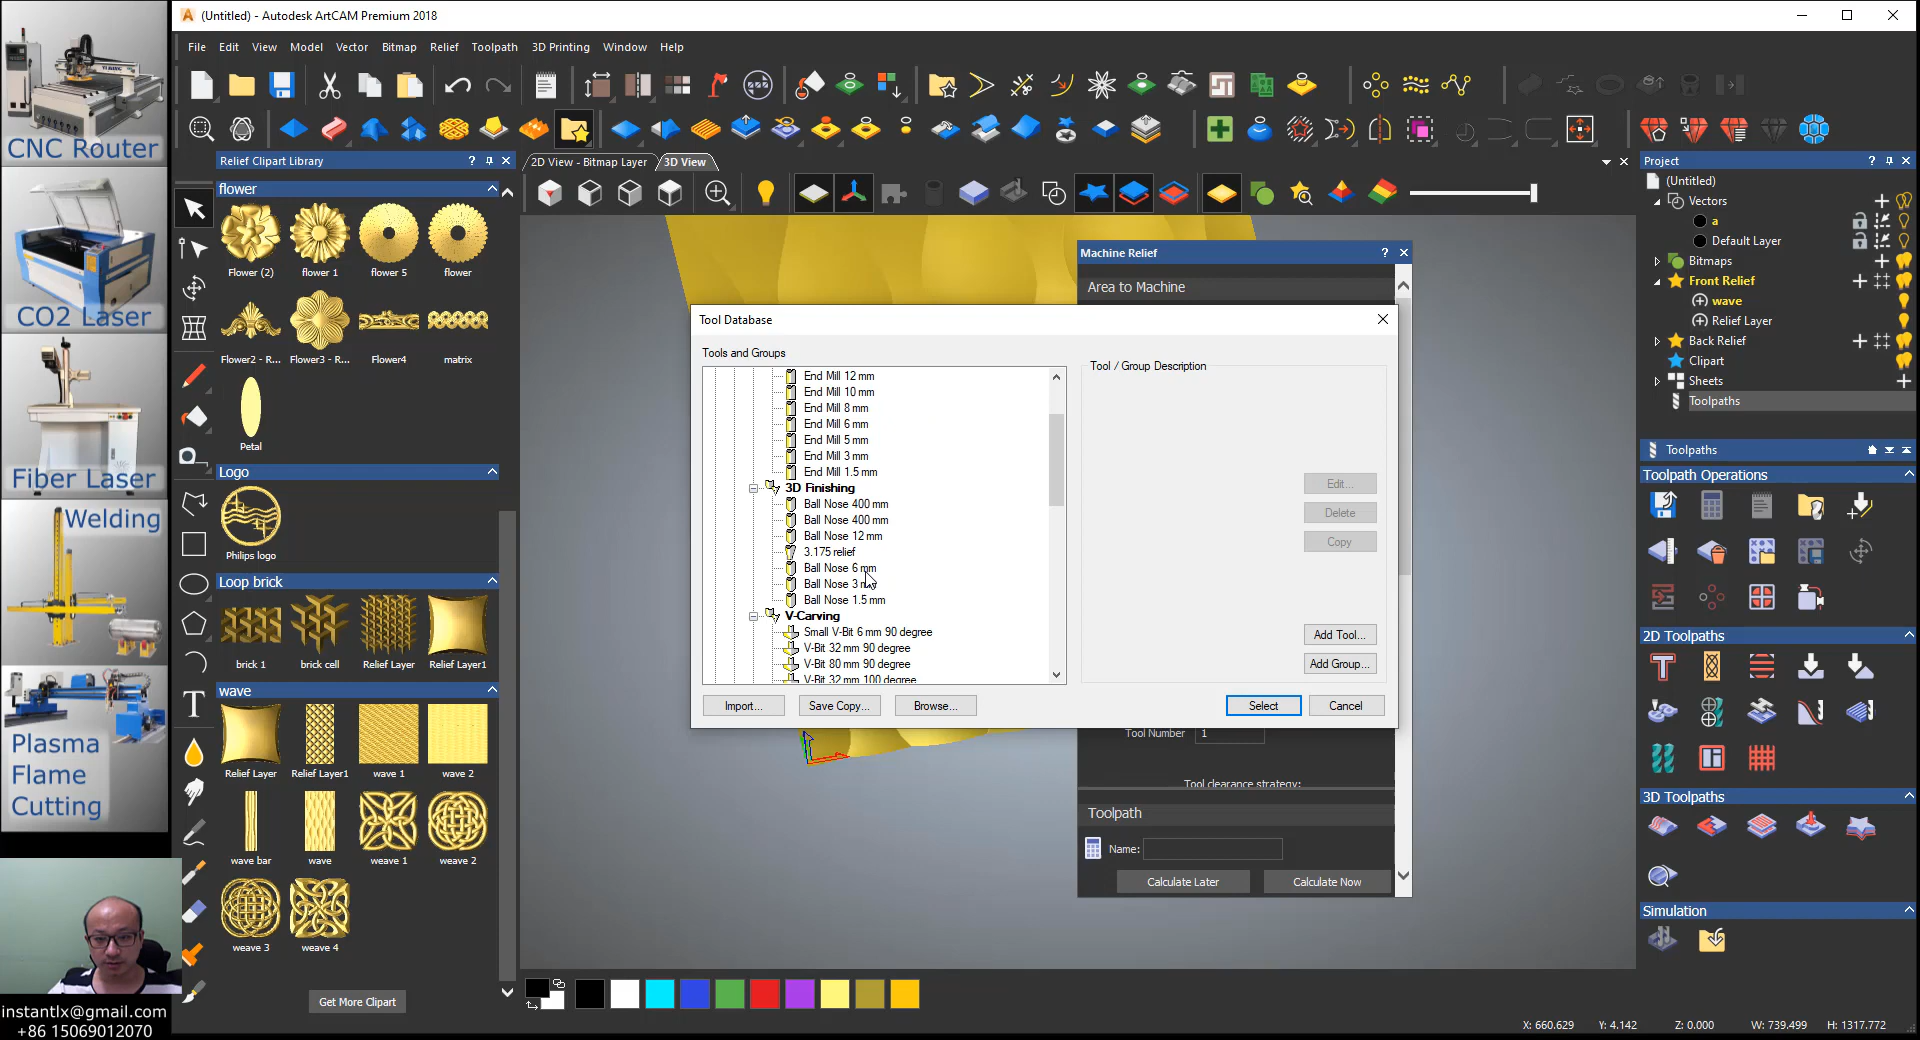 (Untitled) - Autodesk ArtCAM Premium 2018
File Edit View Model Vector Bitmap Relief Toolpath 3D Printing Window Help
CNC Router
CO2 Laser
Fiber Laser
Welding
Plasma
Flame
Cutting
instantlx@gmail.com
+86 15069012070
Relief Clipart Library ?
flower
Flower (2) flower 1 flower 5 flower
Flower2 - R... Flower3 - R... Flower4 matrix
Petal
Logo
Philips logo
Loop brick
brick 1 brick cell Relief Layer Relief Layer1
wave
Relief Layer Relief Layer1 wave 1 wave 2
wave bar wave weave 1 weave 2
weave 3 weave 4
Get More Clipart
2D View - Bitmap Layer 3D View
Machine Relief ?
Area to Machine
Tool Database
Tools and Groups
End Mill 12 mm
End Mill 10 mm
End Mill 8 mm
End Mill 6 mm
End Mill 5 mm
End Mill 3 mm
End Mill 1.5 mm
3D Finishing
Ball Nose 400 mm
Ball Nose 400 mm
Ball Nose 12 mm
3.175 relief
Ball Nose 6 mm
Ball Nose 3 mm
Ball Nose 1.5 mm
V-Carving
Small V-Bit 6 mm 90 degree
V-Bit 32 mm 90 degree
V-Bit 80 mm 90 degree
V-Bit 32 mm 100 degree
Tool / Group Description
Edit...
Delete
Copy
Add Tool...
Add Group...
Import... Save Copy... Browse... Select Cancel
Tool Number 1
Tool clearance strategy:
Toolpath
Name:
Calculate Later Calculate Now
Project ?
(Untitled)
Vectors
a
Default Layer
Bitmaps
Front Relief
wave
Relief Layer
Back Relief
Clipart
Sheets
Toolpaths
Toolpaths
Toolpath Operations
2D Toolpaths
3D Toolpaths
Simulation
X: 660.629 Y: 4.142 Z: 0.000 W: 739.499 H: 1317.772